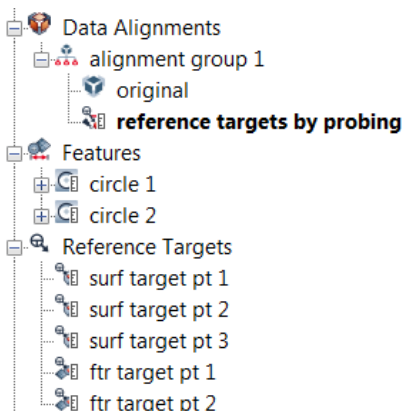 Data Alignments
alignment group 1
original
reference targets by probing
Features
circle 1
circle 2
Reference Targets
surf target pt 1
surf target pt 2
surf target pt 3
ftr target pt 1
ftr target pt 2